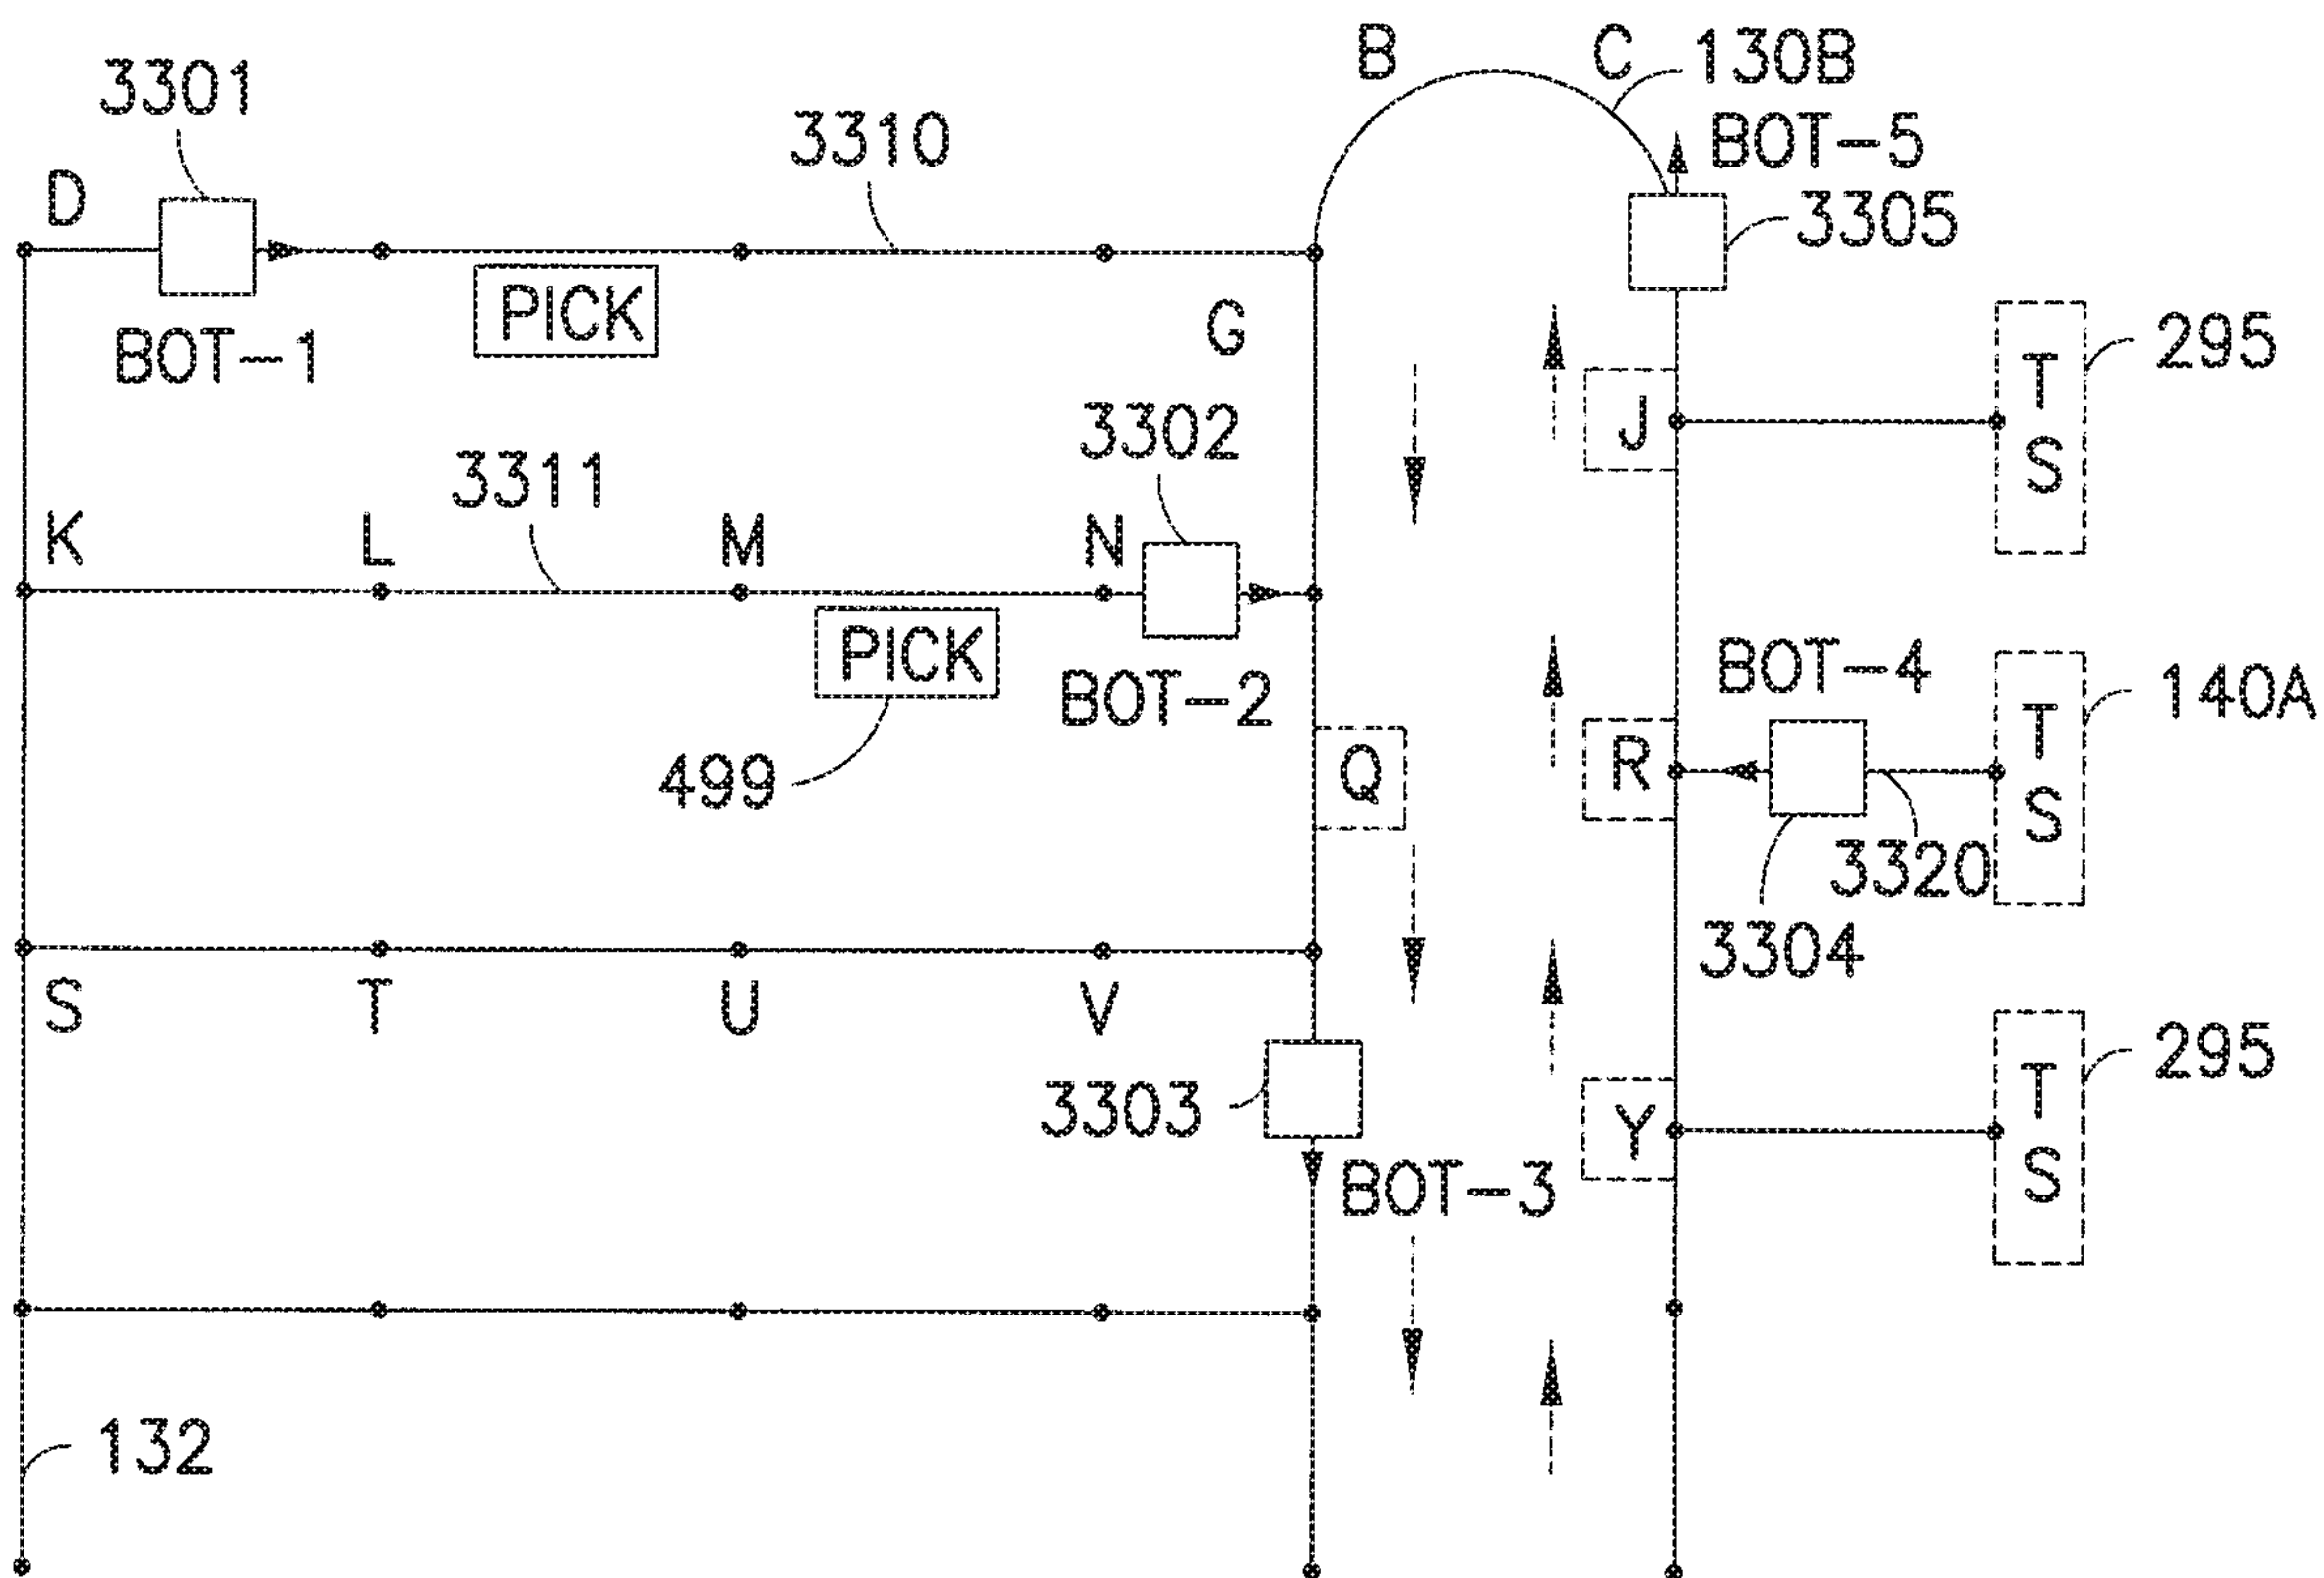 B C 130B
3301 3310 BOT-5
D 3305
PICK
BOT-1 G 295
J T
S
3302
3311
K L M N
PICK BOT-2 BOT-4 140A
499 Q R T
S
3320
3304
S T U V 295
3303 Y T
S
BOT-3
132